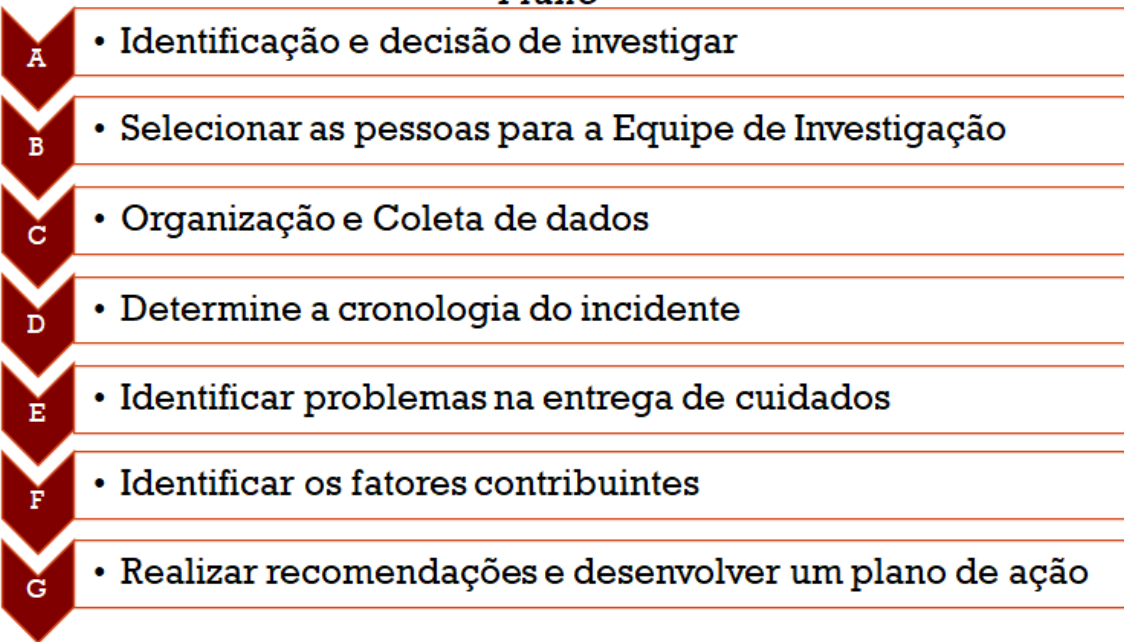 A
• Identificação e decisão de investigar
B
• Selecionar as pessoas para a Equipe de Investigação
C
• Organização e Coleta de dados
D
• Determine a cronologia do incidente
E
• Identificar problemas na entrega de cuidados
F
• Identificar os fatores contribuintes
G
• Realizar recomendações e desenvolver um plano de ação